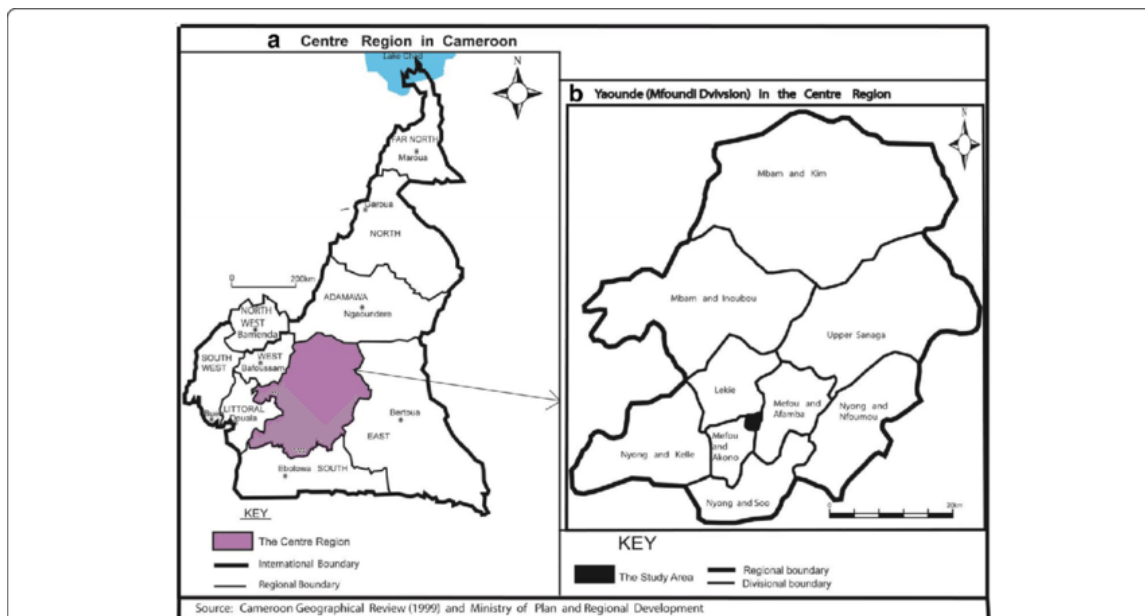 a Centre Region in Cameroon
Lake Chad
N
FAR NORTH
Maroua
Garoua
NORTH
0 200km
ADAMAWA
Ngaoundere
NORTH
WEST
Bamenda
SOUTH
WEST
WEST
Bafoussam
LITTORAL
Douala
Bertoua
EAST
Ebolowa SOUTH
KEY
The Centre Region
International Boundary
Regional Boundary
b Yaounde (Mfoundi Dvivsion) In the Centre Region
N
Mbam and Kim
Mbam and Inoubou
Upper Sanaga
Lekie
Mefou and
Afamba
Nyong and
Nfoumou
Mefou
and
Akono
Nyong and Kelle
Nyong and Soo
0
KEY
The Study Area
Regional boundary
Divisional boundary
Source: Cameroon Geographical Review (1999) and Ministry of Plan and Regional Development